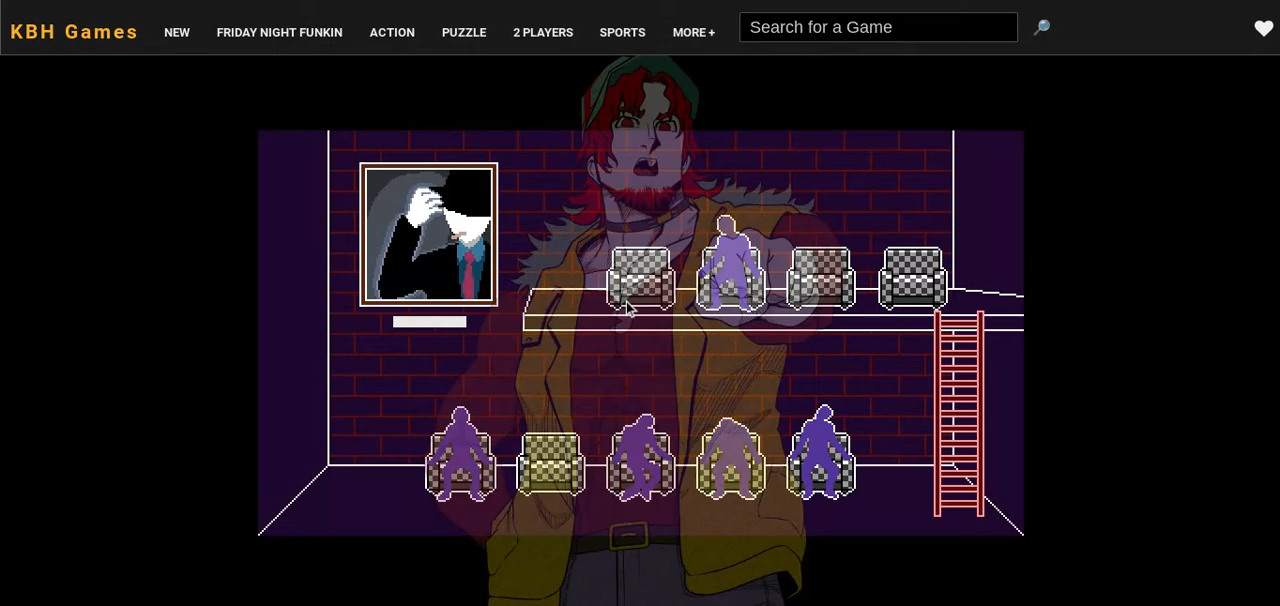 KBH Games NEW FRIDAY NIGHT FUNKIN ACTION PUZZLE 2 PLAYERS SPORTS MORE + Search for a Game